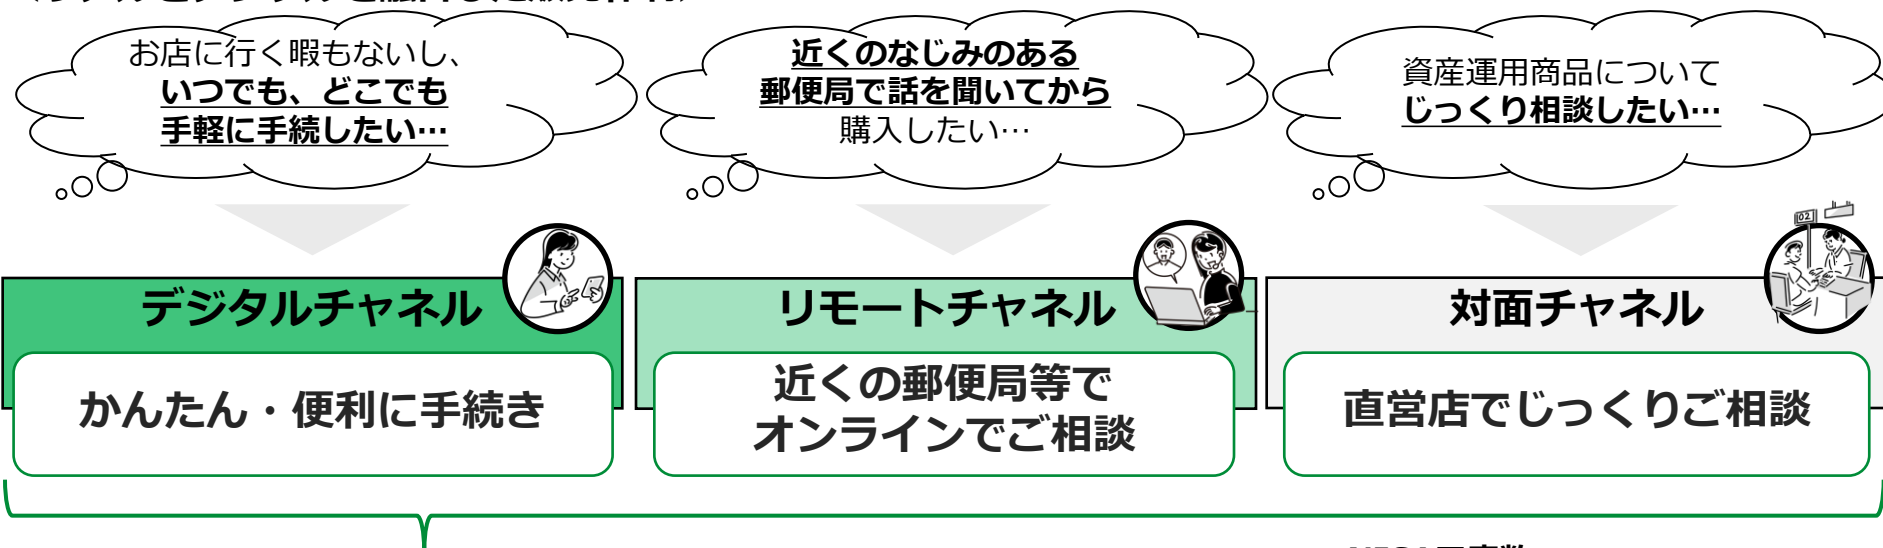 お店に行く暇もないし、
いつでも、どこでも
手軽に手続したい…
近くのなじみのある
郵便局で話を聞いてから
購入したい…
資産運用商品について
じっくり相談したい…
02
デジタルチャネル
リモートチャネル
対面チャネル
かんたん・便利に手続き
近くの郵便局等で
オンラインでご相談
直営店でじっくりご相談